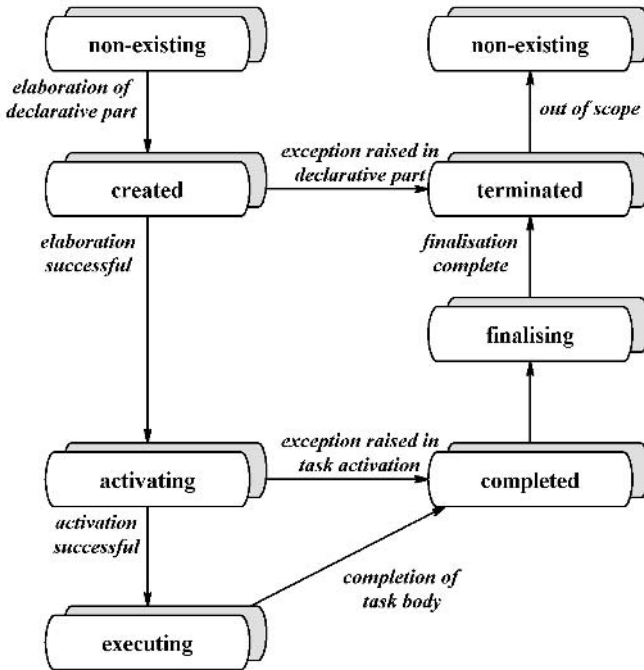 non-existing
non-existing
elaboration of
declarative part
out of scope
exception raised in
declarative part
created
terminated
elaboration
successful
finalisation
complete
finalising
exception raised in
task activation
activating
completed
activation
successful
completion of
task body
executing